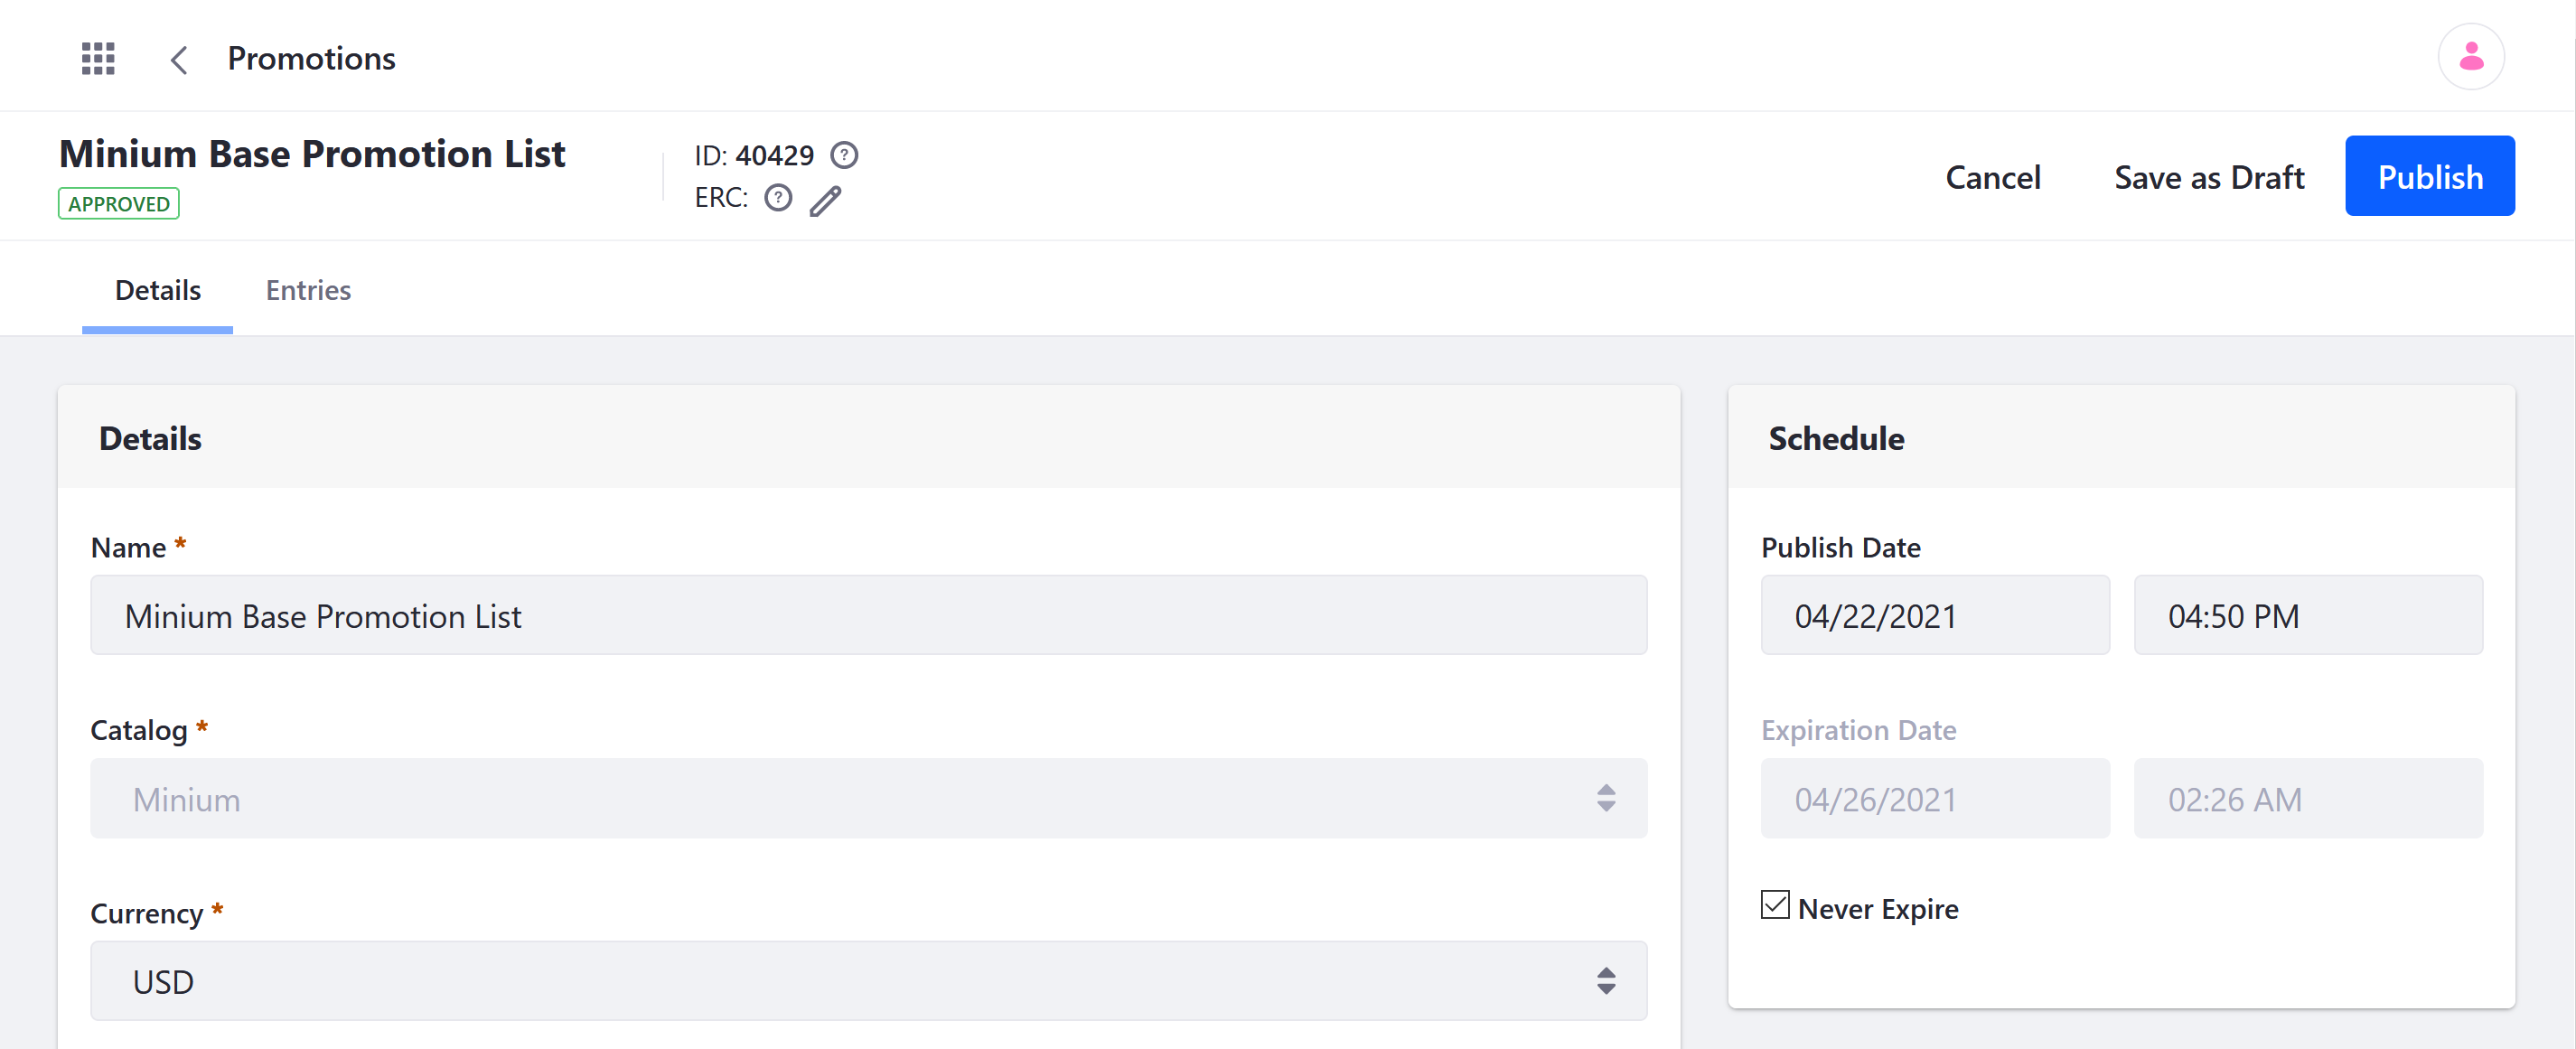 Promotions
Minium Base Promotion List
APPROVED
ID: 40429 ?
ERC: ?
Cancel
Save as Draft
Publish
Details
Entries
Details
Name *
Minium Base Promotion List
Catalog *
Minium
Currency *
USD
Schedule
Publish Date
04/22/2021
04:50 PM
Expiration Date
04/26/2021
02:26 AM
Never Expire